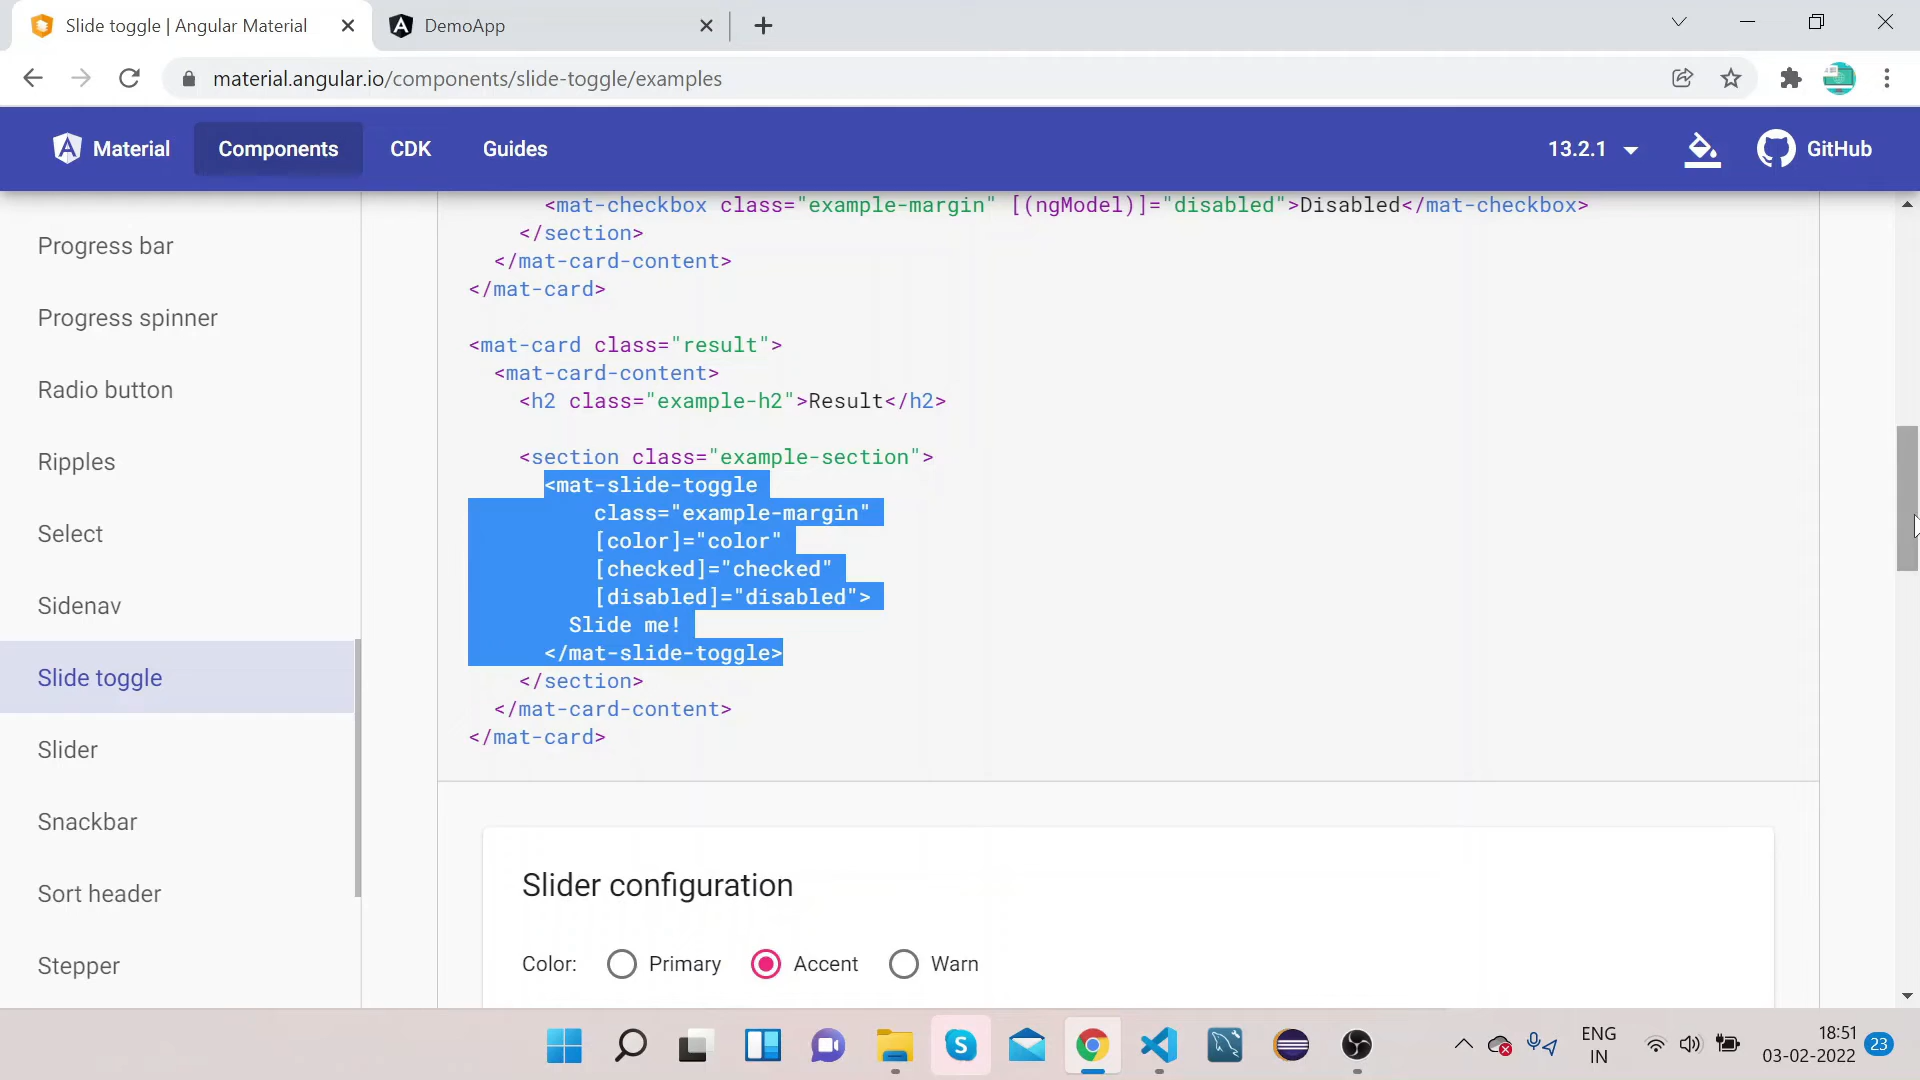 Slide toggle | Angular Material
DemoApp
material.angular.io/components/slide-toggle/examples
Material
Components
CDK
Guides
13.2.1
GitHub
Progress bar
Progress spinner
Radio button
Ripples
Select
Sidenav
Slide toggle
Slider
Snackbar
Sort header
Stepper
<mat-checkbox class="example-margin" [(ngModel)]="disabled">Disabled</mat-checkbox>
</section>
</mat-card-content>
</mat-card>
<mat-card class="result">
<mat-card-content>
<h2 class="example-h2">Result</h2>
<section class="example-section">
<mat-slide-toggle
class="example-margin"
[color]="color"
[checked]="checked"
[disabled]="disabled">
Slide me!
</mat-slide-toggle>
</section>
</mat-card-content>
</mat-card>
Slider configuration
Color: Primary Accent Warn
ENG
IN
18:51
03-02-2022
23